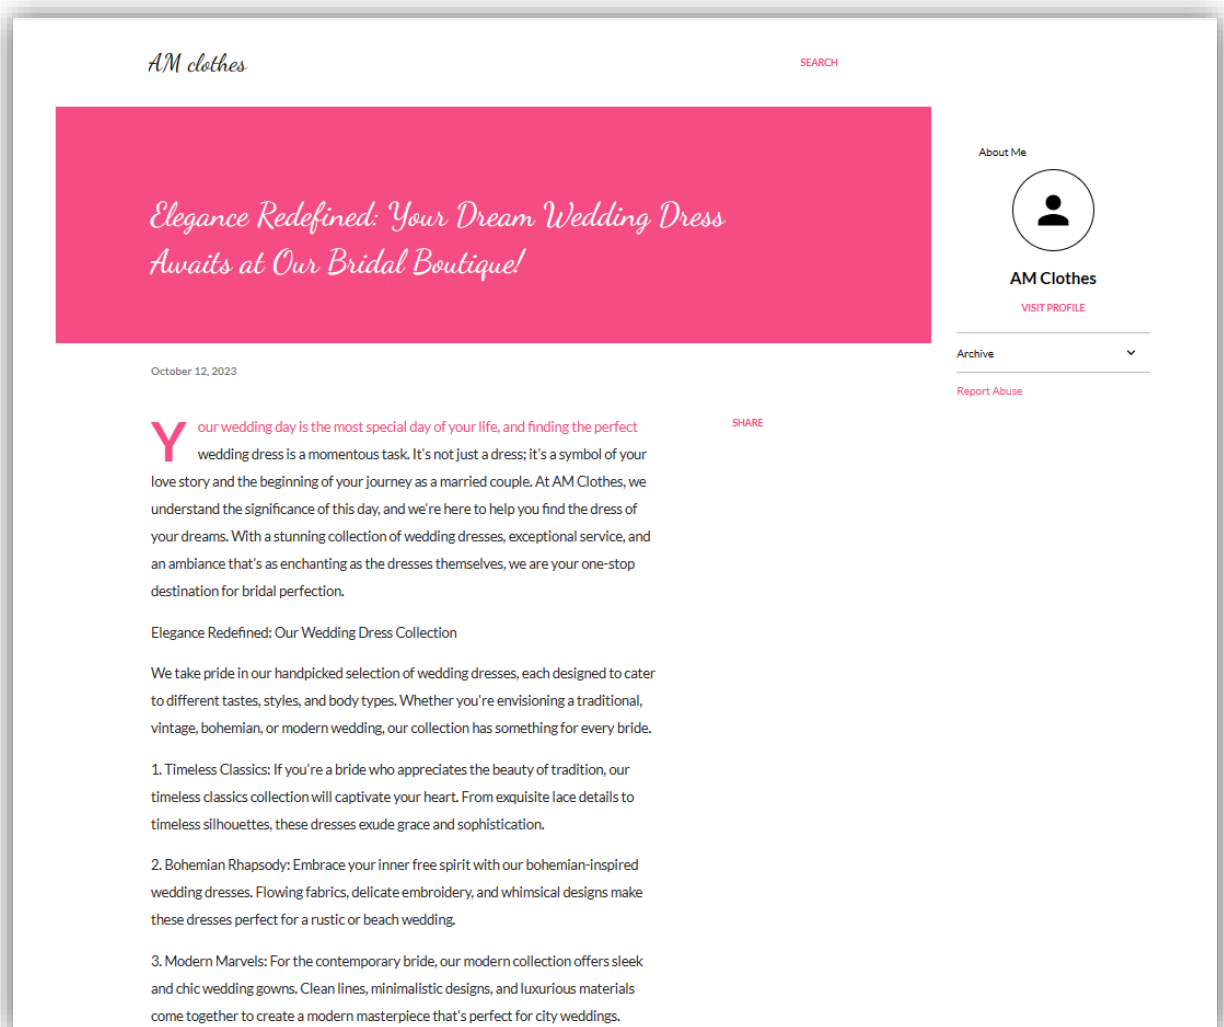 AM clothes
SEARCH
Elegance Redefined: Your Dream Wedding Dress
Awaits at Our Bridal Boutique!
October 12, 2023
Your wedding day is the most special day of your life, and finding the perfect
wedding dress is a momentous task. It's not just a dress; it's a symbol of your
love story and the beginning of your journey as a married couple. At AM Clothes, we
understand the significance of this day, and we're here to help you find the dress of
your dreams. With a stunning collection of wedding dresses, exceptional service, and
an ambiance that's as enchanting as the dresses themselves, we are your one-stop
destination for bridal perfection.
Elegance Redefined: Our Wedding Dress Collection
We take pride in our handpicked selection of wedding dresses, each designed to cater
to different tastes, styles, and body types. Whether you're envisioning a traditional,
vintage, bohemian, or modern wedding, our collection has something for every bride.
1. Timeless Classics: If you're a bride who appreciates the beauty of tradition, our
timeless classics collection will captivate your heart. From exquisite lace details to
timeless silhouettes, these dresses exude grace and sophistication.
2. Bohemian Rhapsody: Embrace your inner free spirit with our bohemian-inspired
wedding dresses. Flowing fabrics, delicate embroidery, and whimsical designs make
these dresses perfect for a rustic or beach wedding.
3. Modern Marvels: For the contemporary bride, our modern collection offers sleek
and chic wedding gowns. Clean lines, minimalistic designs, and luxurious materials
come together to create a modern masterpiece that's perfect for city weddings.
SHARE
About Me
AM Clothes
VISIT PROFILE
Archive
Report Abuse